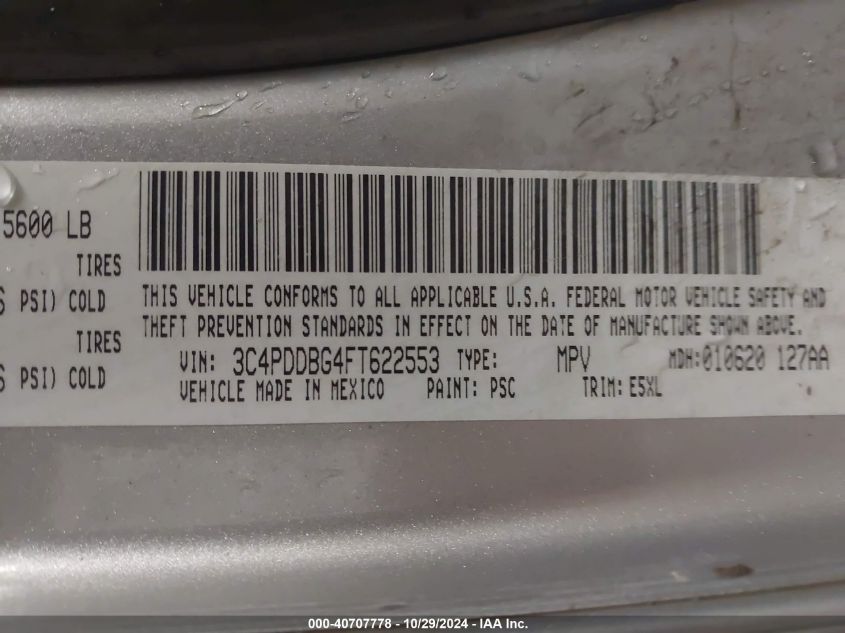 5600 LB
TIRES
PSI) COLD
TIRES
PSI) COLD
THIS VEHICLE CONFORMS TO ALL APPLICABLE U.S.A. FEDERAL MOTOR VEHICLE SAFETY AND
THEFT PREVENTION STANDARDS IN EFFECT ON THE DATE OF MANUFACTURE SHOWN ABOVE.
VIN: 3C4PDDBG4FT622553 TYPE: MPV MDH:010620 127AA
VEHICLE MADE IN MEXICO PAINT: PSC TRIM: E5XL
000-40707778 - 10/29/2024 - IAA Inc.